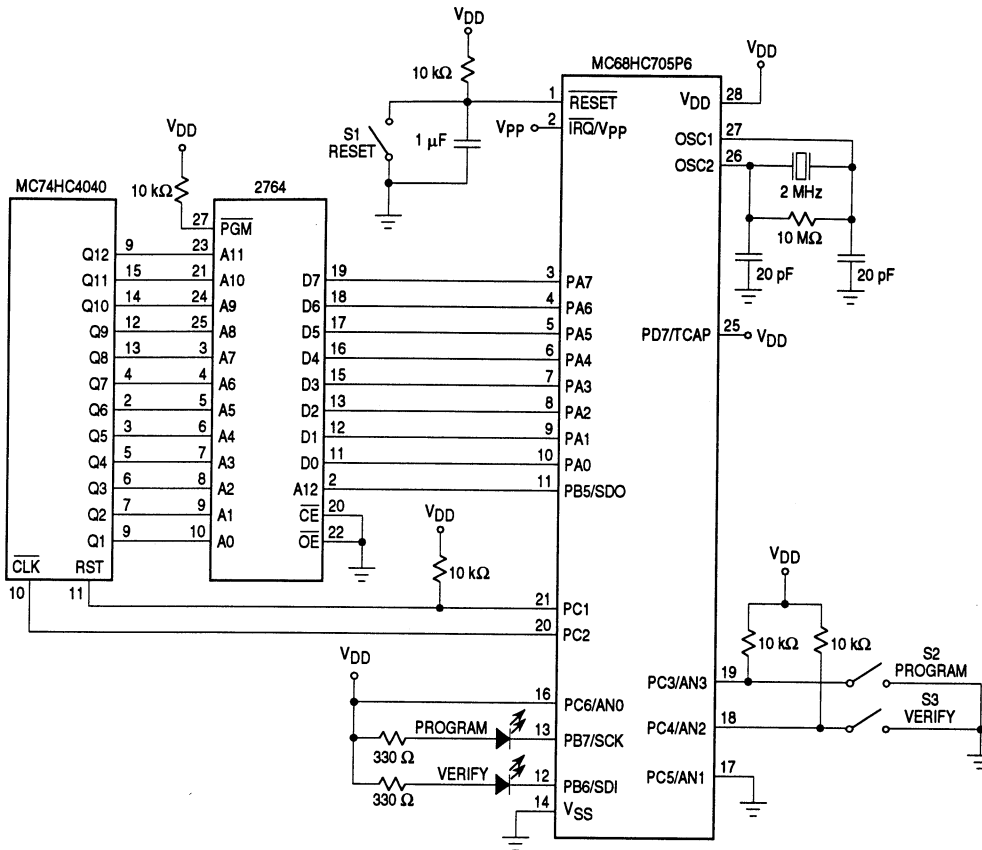 VDD
MC68HC705P6
VDD
10 kΩ
1 RESET
VDD 28
VPP 2 IRQ/VPP
OSC1 27
S1
RESET
1 µF
OSC2 26
2 MHz
10 MΩ
20 pF 20 pF
VDD
MC74HC4040
10 kΩ
2764
27 PGM
Q12 9 23 A11
Q11 15 21 A10 D7 19 3 PA7
Q10 14 24 A9 D6 18 4 PA6
Q9 12 25 A8 D5 17 5 PA5
PD7/TCAP 25 VDD
Q8 13 3 A7 D4 16 6 PA4
Q7 4 4 A6 D3 15 7 PA3
Q6 2 5 A5 D2 13 8 PA2
Q5 3 6 A4 D1 12 9 PA1
Q4 5 7 A3 D0 11 10 PA0
Q3 6 8 A2 A12 2 11 PB5/SDO
Q2 7 9 A1 CE 20
Q1 9 10 A0 OE 22
VDD
10 kΩ
CLK RST
10 11
21 PC1
20 PC2
VDD
10 kΩ 10 kΩ
S2
PROGRAM
PC3/AN3 19
S3
VERIFY
PC4/AN2 18
PC5/AN1 17
VDD
16 PC6/AN0
330 Ω PROGRAM 13 PB7/SCK
330 Ω VERIFY 12 PB6/SDI
14 VSS